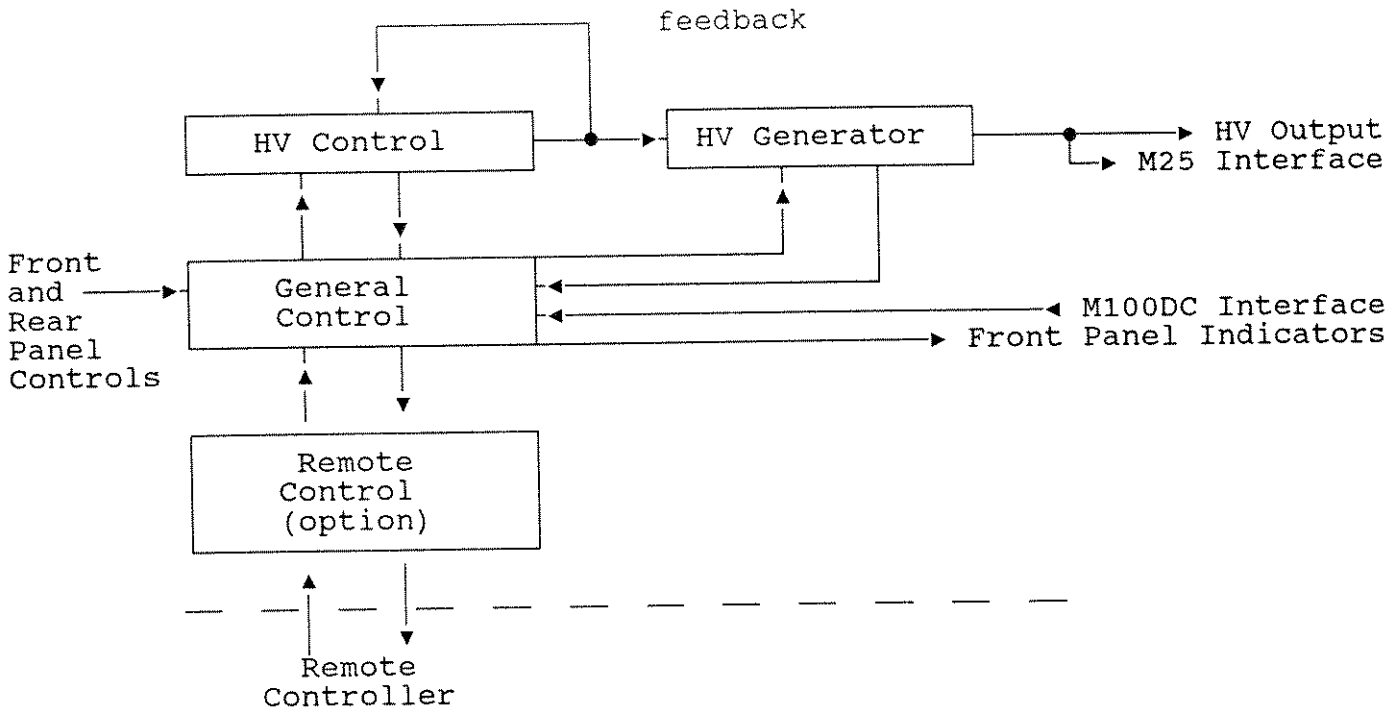 feedback
HV Control
HV Generator
HV Output
M25 Interface
Front
and
Rear
Panel
Controls
General
Control
M100DC Interface
Front Panel Indicators
Remote
Control
(option)
Remote
Controller